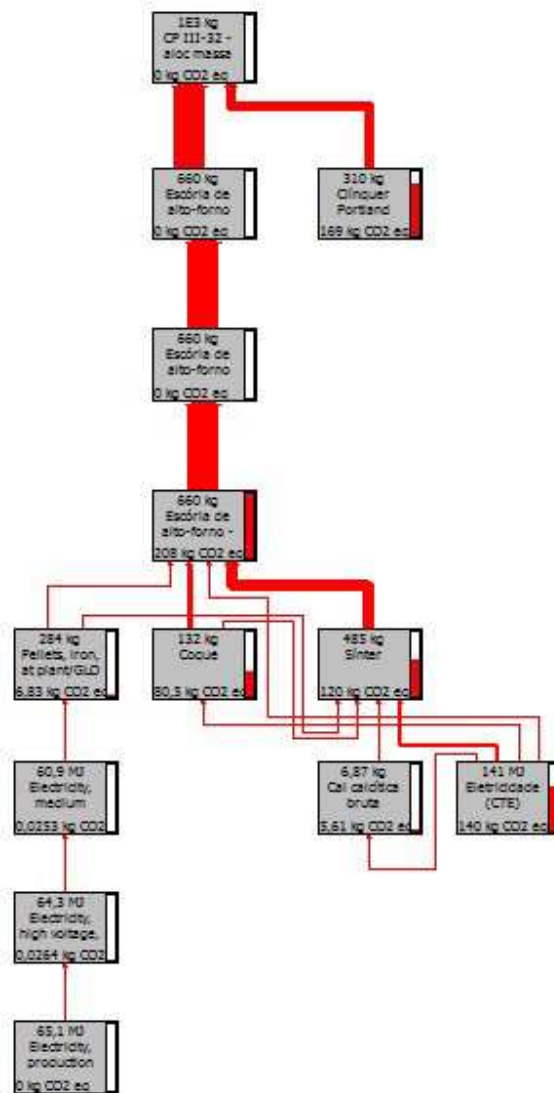 1E3 kg
CP III-32 -
aloc massa
0 kg CO2 eq
660 kg
Escória de
alto-forno
0 kg CO2 eq
310 kg
Clínquer
Portland
169 kg CO2 eq
660 kg
Escória de
alto-forno
0 kg CO2 eq
660 kg
Escória de
alto-forno -
208 kg CO2 eq
284 kg
Pellets, iron,
at plant/GLO
6,83 kg CO2 eq
132 kg
Coque
80,3 kg CO2 eq
485 kg
Sínter
120 kg CO2 eq
60,9 MJ
Electricity,
medium
0,0253 kg CO2
6,87 kg
Cal calcítica
bruta
5,61 kg CO2 eq
141 MJ
Eletricidade
(CTE)
140 kg CO2 eq
64,3 MJ
Electricity,
high voltage,
0,0264 kg CO2
65,1 MJ
Electricity,
production
0 kg CO2 eq